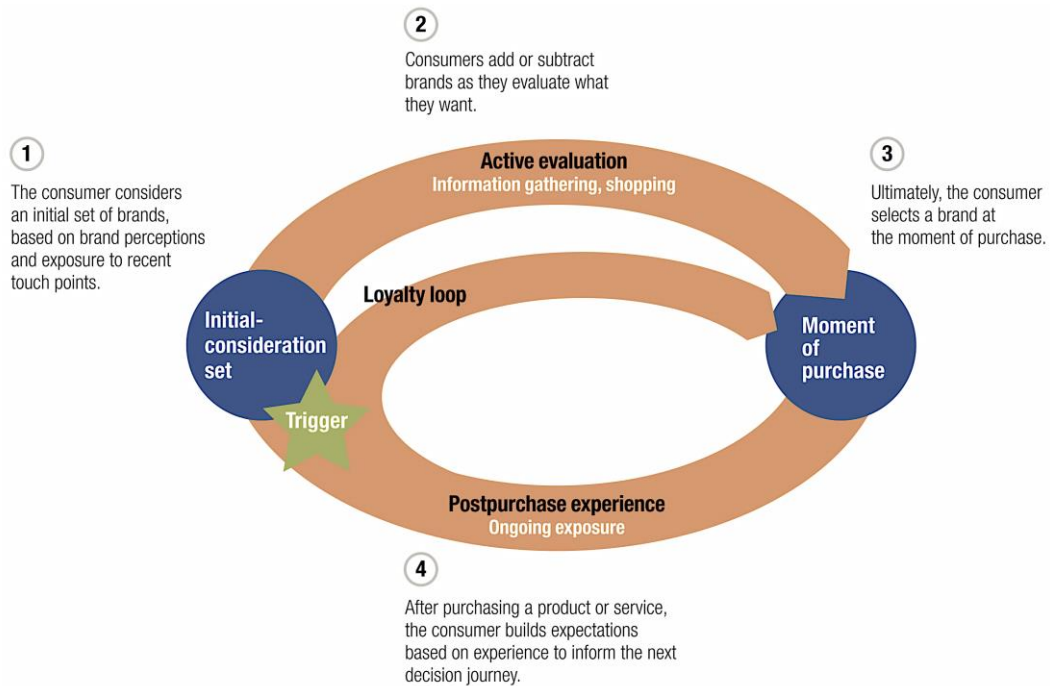 2
Consumers add or subtract
brands as they evaluate what
they want.
1
The consumer considers
an initial set of brands,
based on brand perceptions
and exposure to recent
touch points.
Active evaluation
Information gathering, shopping
3
Ultimately, the consumer
selects a brand at
the moment of purchase.
Loyalty loop
Initial-
consideration
set
Moment
of
purchase
Trigger
Postpurchase experience
Ongoing exposure
4
After purchasing a product or service,
the consumer builds expectations
based on experience to inform the next
decision journey.